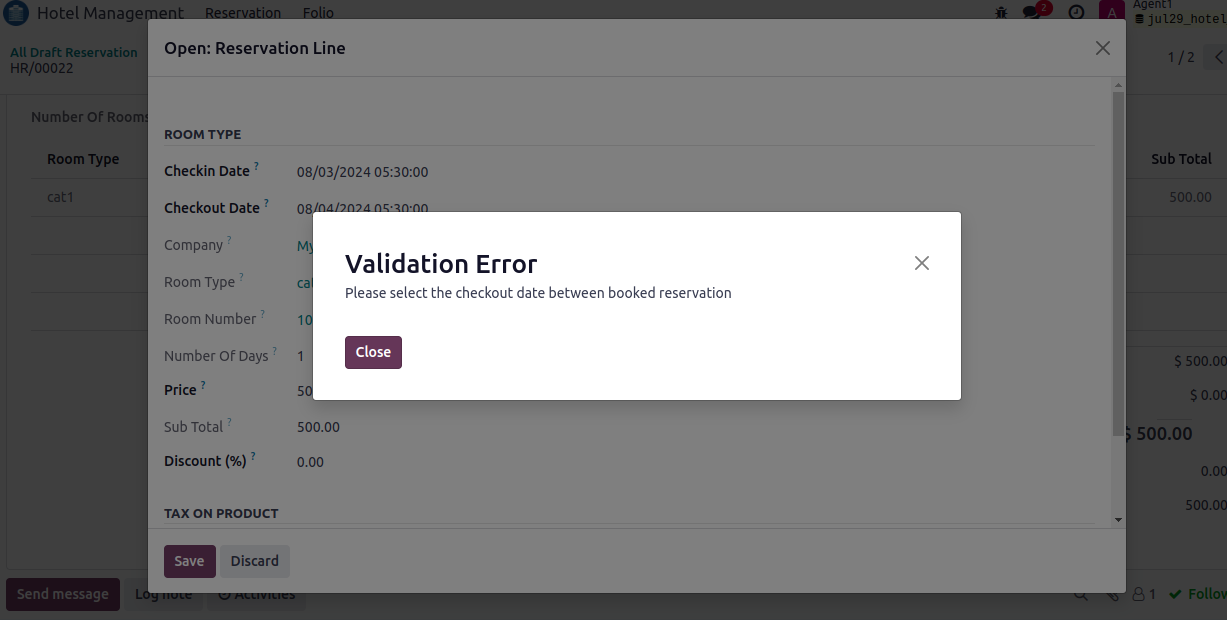 Hotel Management Reservation Folio 2 A Agent1
jul29_hotel
All Draft Reservation
HR/00022
1 / 2
Open: Reservation Line
Number Of Rooms
Room Type Sub Total
cat1 500.00
ROOM TYPE
Checkin Date ? 08/03/2024 05:30:00
Checkout Date ? 08/04/2024 05:30:00
Company ? My
Room Type ?
Room Number ? 10
Number Of Days ? 1
Price ? 50
Sub Total ? 500.00
Discount (%) ? 0.00
TAX ON PRODUCT
Validation Error
Please select the checkout date between booked reservation
Close
$ 500.00
$ 0.00
$ 500.00
0.00
500.00
Save Discard
Send message Log note Activities 1 Follow